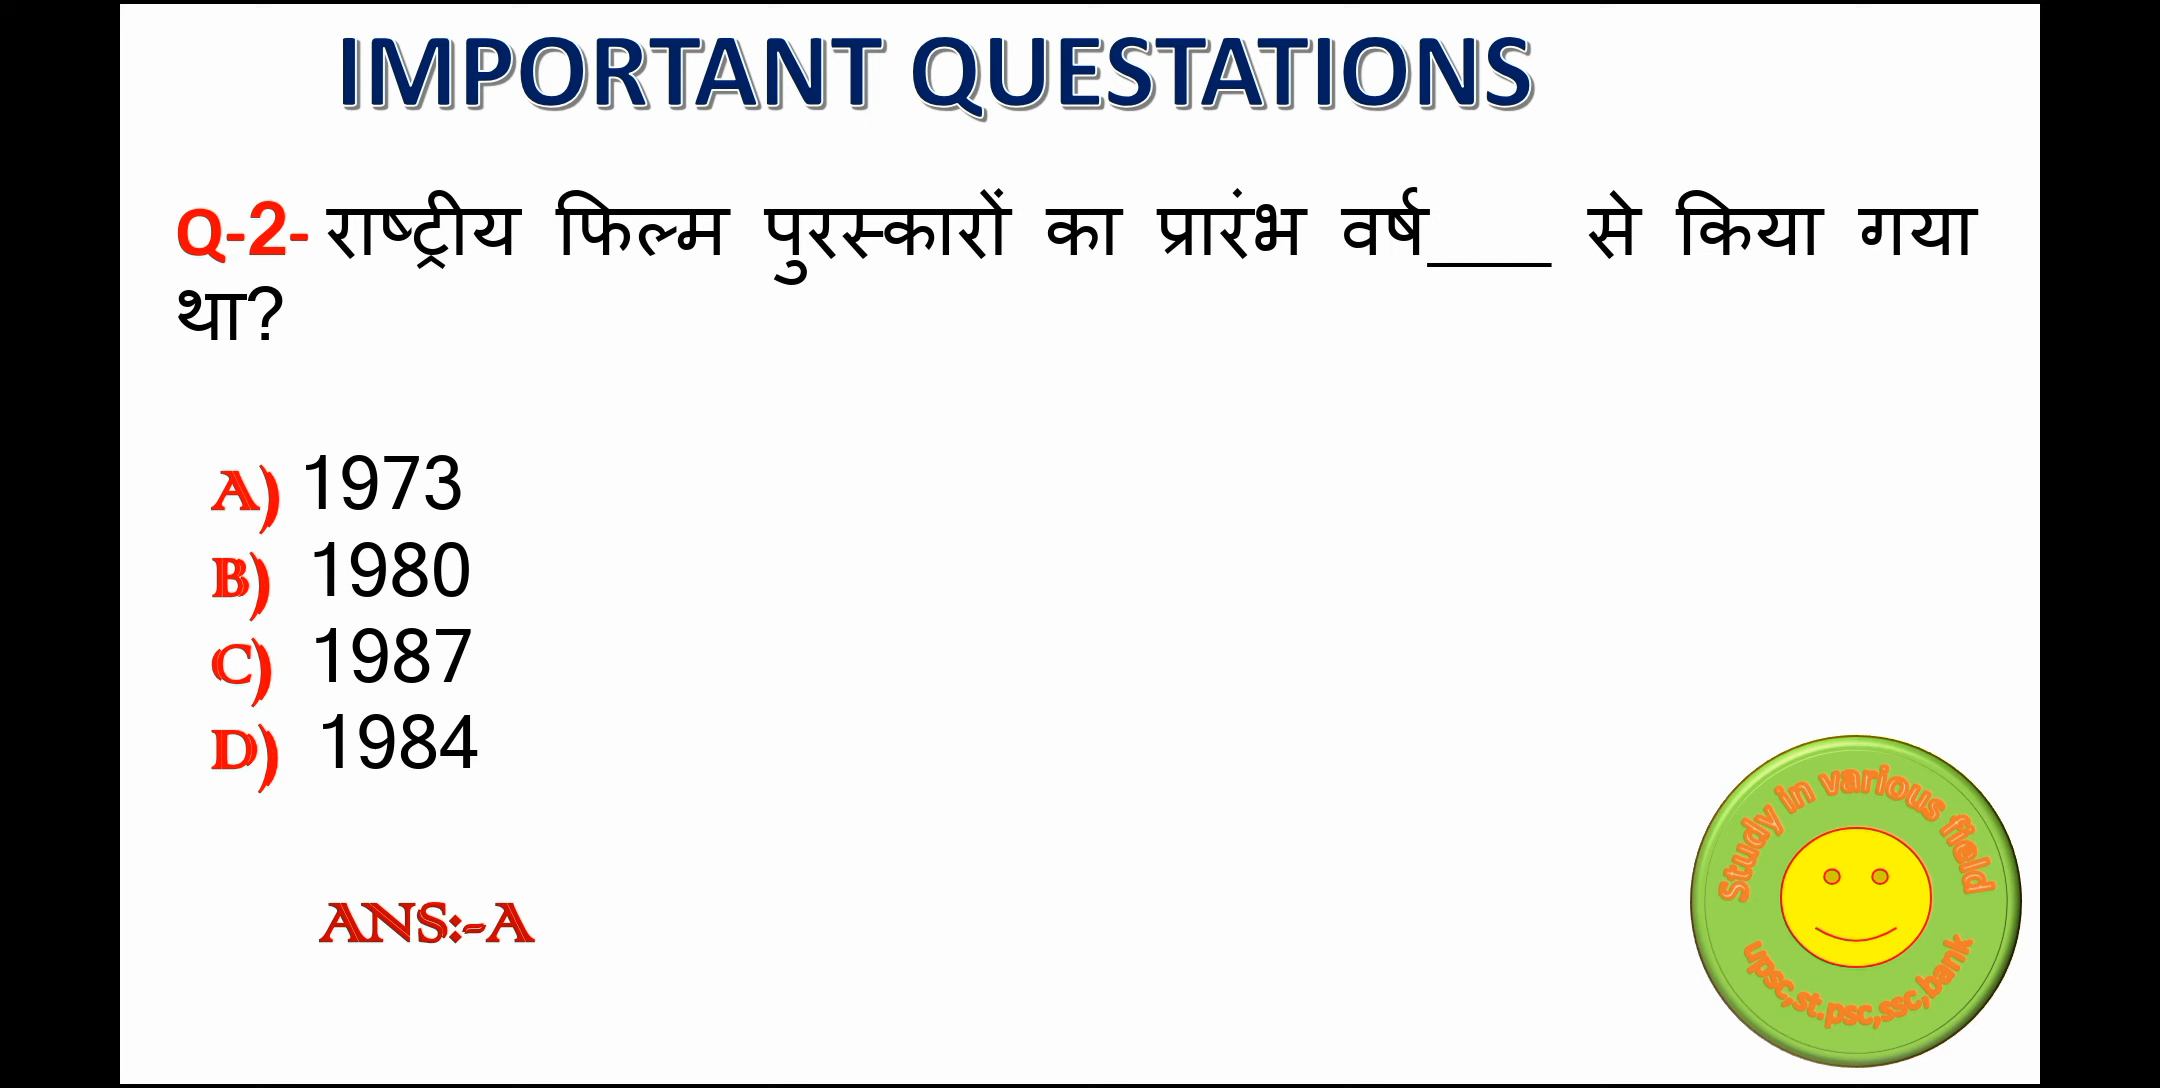 IMPORTANT QUESTATIONS
Q-2- राष्ट्रीय फिल्म पुरस्कारों का प्रारंभ वर्ष____ से किया गया
था?
A) 1973
B) 1980
C) 1987
D) 1984
ANS:-A
Study in various field
upsc,st.psc,ssc,bank